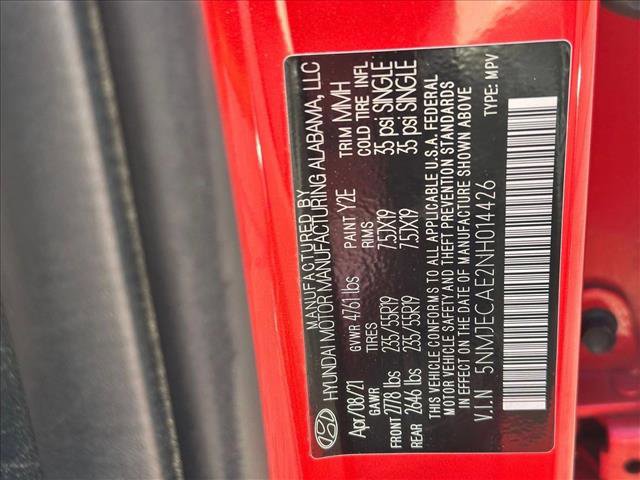 MANUFACTURED BY
HYUNDAI MOTOR MANUFACTURING ALABAMA, LLC
Apr/08/21 GVWR 4761 lbs PAINT Y2E TRIM MMH
GAWR TIRES RIMS COLD TIRE INFL
FRONT 2778 lbs 235/55R19 7.5JX19 35 psi SINGLE
REAR 2646 lbs 235/55R19 7.5JX19 35 psi SINGLE
THIS VEHICLE CONFORMS TO ALL APPLICABLE U.S.A. FEDERAL
MOTOR VEHICLE SAFETY AND THEFT PREVENTION STANDARDS
IN EFFECT ON THE DATE OF MANUFACTURE SHOWN ABOVE
V.I.N 5NMJECAE2NH014426 TYPE: MPV